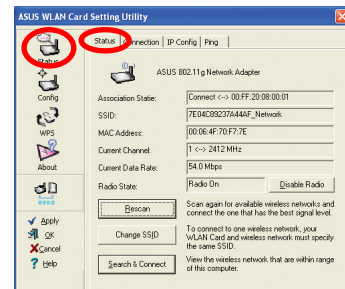 ASUS WLAN Card Setting Utility
Status
Config
WPS
About
Apply
OK
Cancel
Help
Status Connection IP Config Ping
ASUS 802.11g Network Adapter
Association State: Connect <--> 00:FF:20:08:00:01
SSID: 7E04C89237A44AF_Network
MAC Address: 00:06:4F:70:F7:7E
Current Channel: 1 <--> 2412 MHz
Current Data Rate: 54.0 Mbps
Radio State: Radio On Disable Radio
Rescan
Scan again for available wireless networks and
connect the one that has the best signal level.
Change SSID
To connect to one wireless network, your
WLAN Card and wireless network must specify
the same SSID.
Search & Connect
View the wireless network that are within range
of this computer.